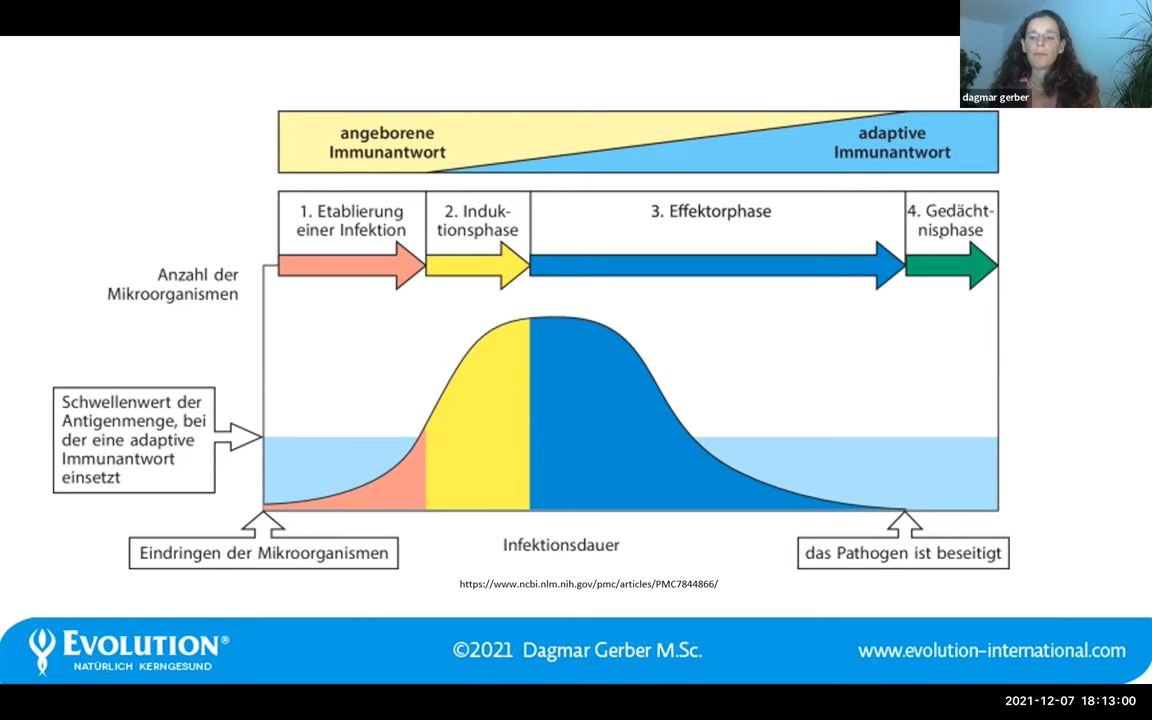 dagmar gerber
angeborene
Immunantwort
adaptive
Immunantwort
1. Etablierung
einer Infektion
2. Induk-
tionsphase
3. Effektorphase
4. Gedächt-
nisphase
Anzahl der
Mikroorganismen
Schwellenwert der
Antigenmenge, bei
der eine adaptive
Immunantwort
einsetzt
Eindringen der Mikroorganismen
Infektionsdauer
das Pathogen ist beseitigt
https://www.ncbi.nlm.nih.gov/pmc/articles/PMC7844866/
EVOLUTION®
NATÜRLICH KERNGESUND
©2021 Dagmar Gerber M.Sc.
www.evolution-international.com
2021-12-07 18:13:00